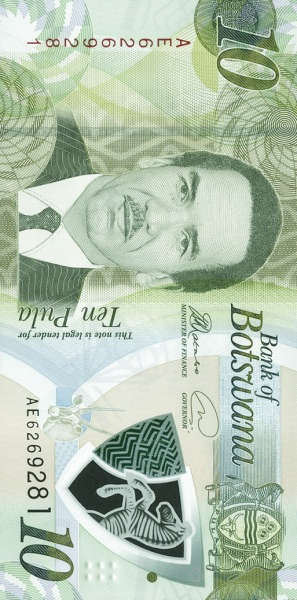 10
AE6269281
Bank of
Botswana
MINISTER OF FINANCE
GOVERNOR
This note is legal tender for
Ten Pula
AE6269281
10